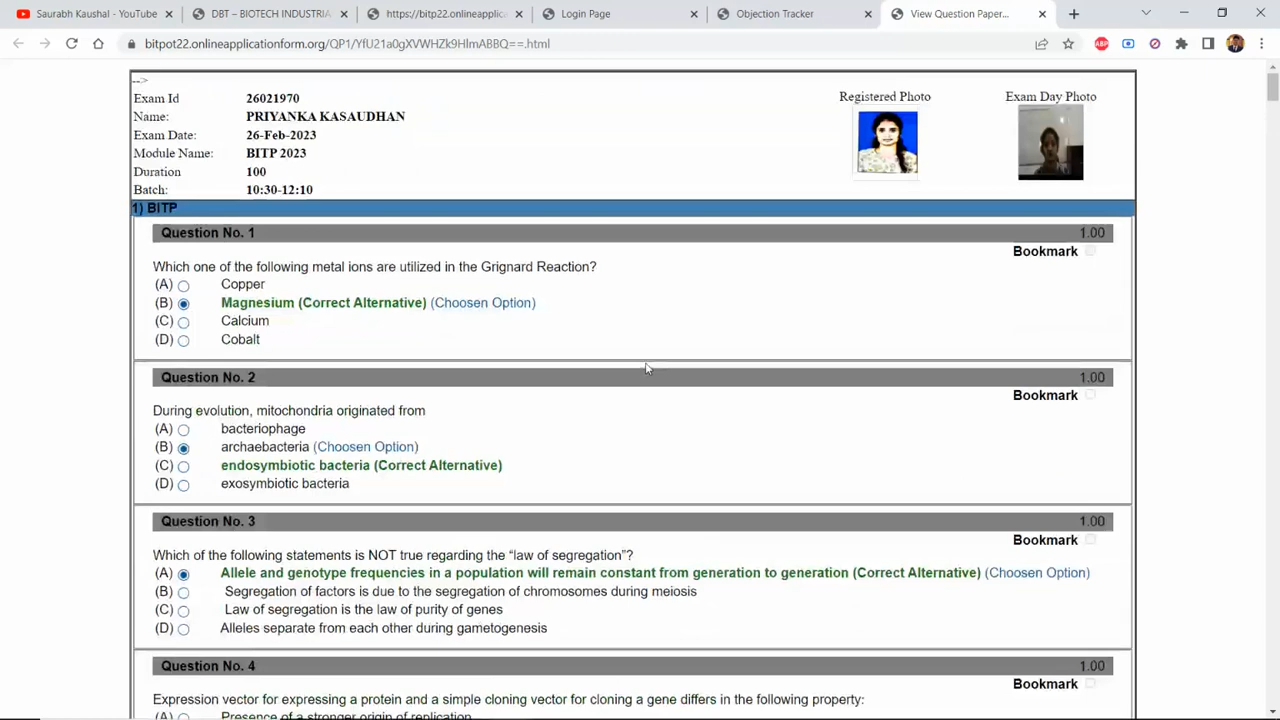 Saurabh Kaushal - YouTube
DBT – BIOTECH INDUSTRIA
https://bitp22.onlineapplic
Login Page
Objection Tracker
View Question Paper...
bitpot22.onlineapplicationform.org/QP1/YfU21a0gXVWHZk9HlmABBQ==.html
ABP
-->
Exam Id 26021970
Registered Photo
Exam Day Photo
Name: PRIYANKA KASAUDHAN
Exam Date: 26-Feb-2023
Module Name: BITP 2023
Duration 100
Batch: 10:30-12:10
1) BITP
Question No. 1 1.00
Bookmark
Which one of the following metal ions are utilized in the Grignard Reaction?
(A) Copper
(B) Magnesium (Correct Alternative) (Choosen Option)
(C) Calcium
(D) Cobalt
Question No. 2 1.00
Bookmark
During evolution, mitochondria originated from
(A) bacteriophage
(B) archaebacteria (Choosen Option)
(C) endosymbiotic bacteria (Correct Alternative)
(D) exosymbiotic bacteria
Question No. 3 1.00
Bookmark
Which of the following statements is NOT true regarding the “law of segregation”?
(A) Allele and genotype frequencies in a population will remain constant from generation to generation (Correct Alternative) (Choosen Option)
(B) Segregation of factors is due to the segregation of chromosomes during meiosis
(C) Law of segregation is the law of purity of genes
(D) Alleles separate from each other during gametogenesis
Question No. 4 1.00
Bookmark
Expression vector for expressing a protein and a simple cloning vector for cloning a gene differs in the following property:
(A) Presence of a stronger origin of replication